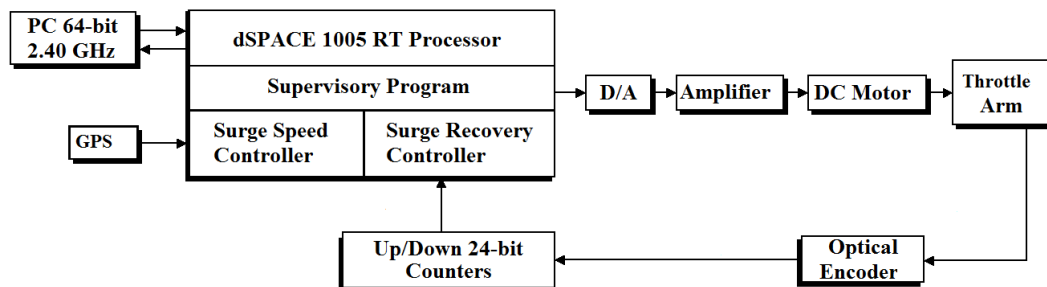 PC 64-bit
2.40 GHz
dSPACE 1005 RT Processor
Supervisory Program
D/A
Amplifier
DC Motor
Throttle
Arm
GPS
Surge Speed
Controller
Surge Recovery
Controller
Up/Down 24-bit
Counters
Optical
Encoder